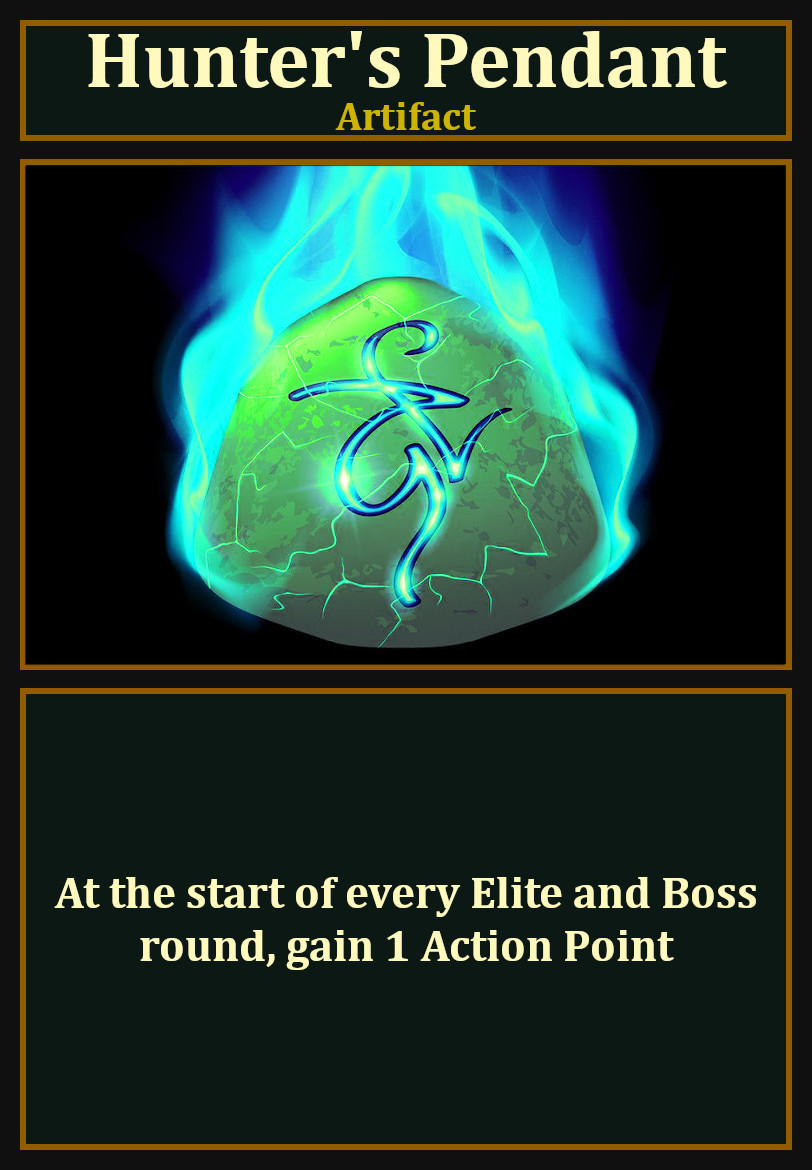 Hunter's Pendant
Artifact
At the start of every Elite and Boss
round, gain 1 Action Point